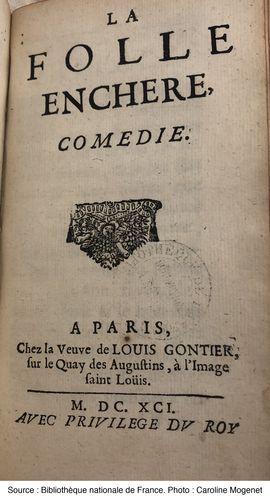 LA
FOLLE
ENCHERE,
COMEDIE.
A PARIS,
Chez la Veuve de LOUIS GONTIER,
sur le Quay des Augustins, à l'Image
saint Loüis.
M. DC. XCI.
AVEC PRIVILEGE DV ROY
Source : Bibliothèque nationale de France. Photo : Caroline Mogenet